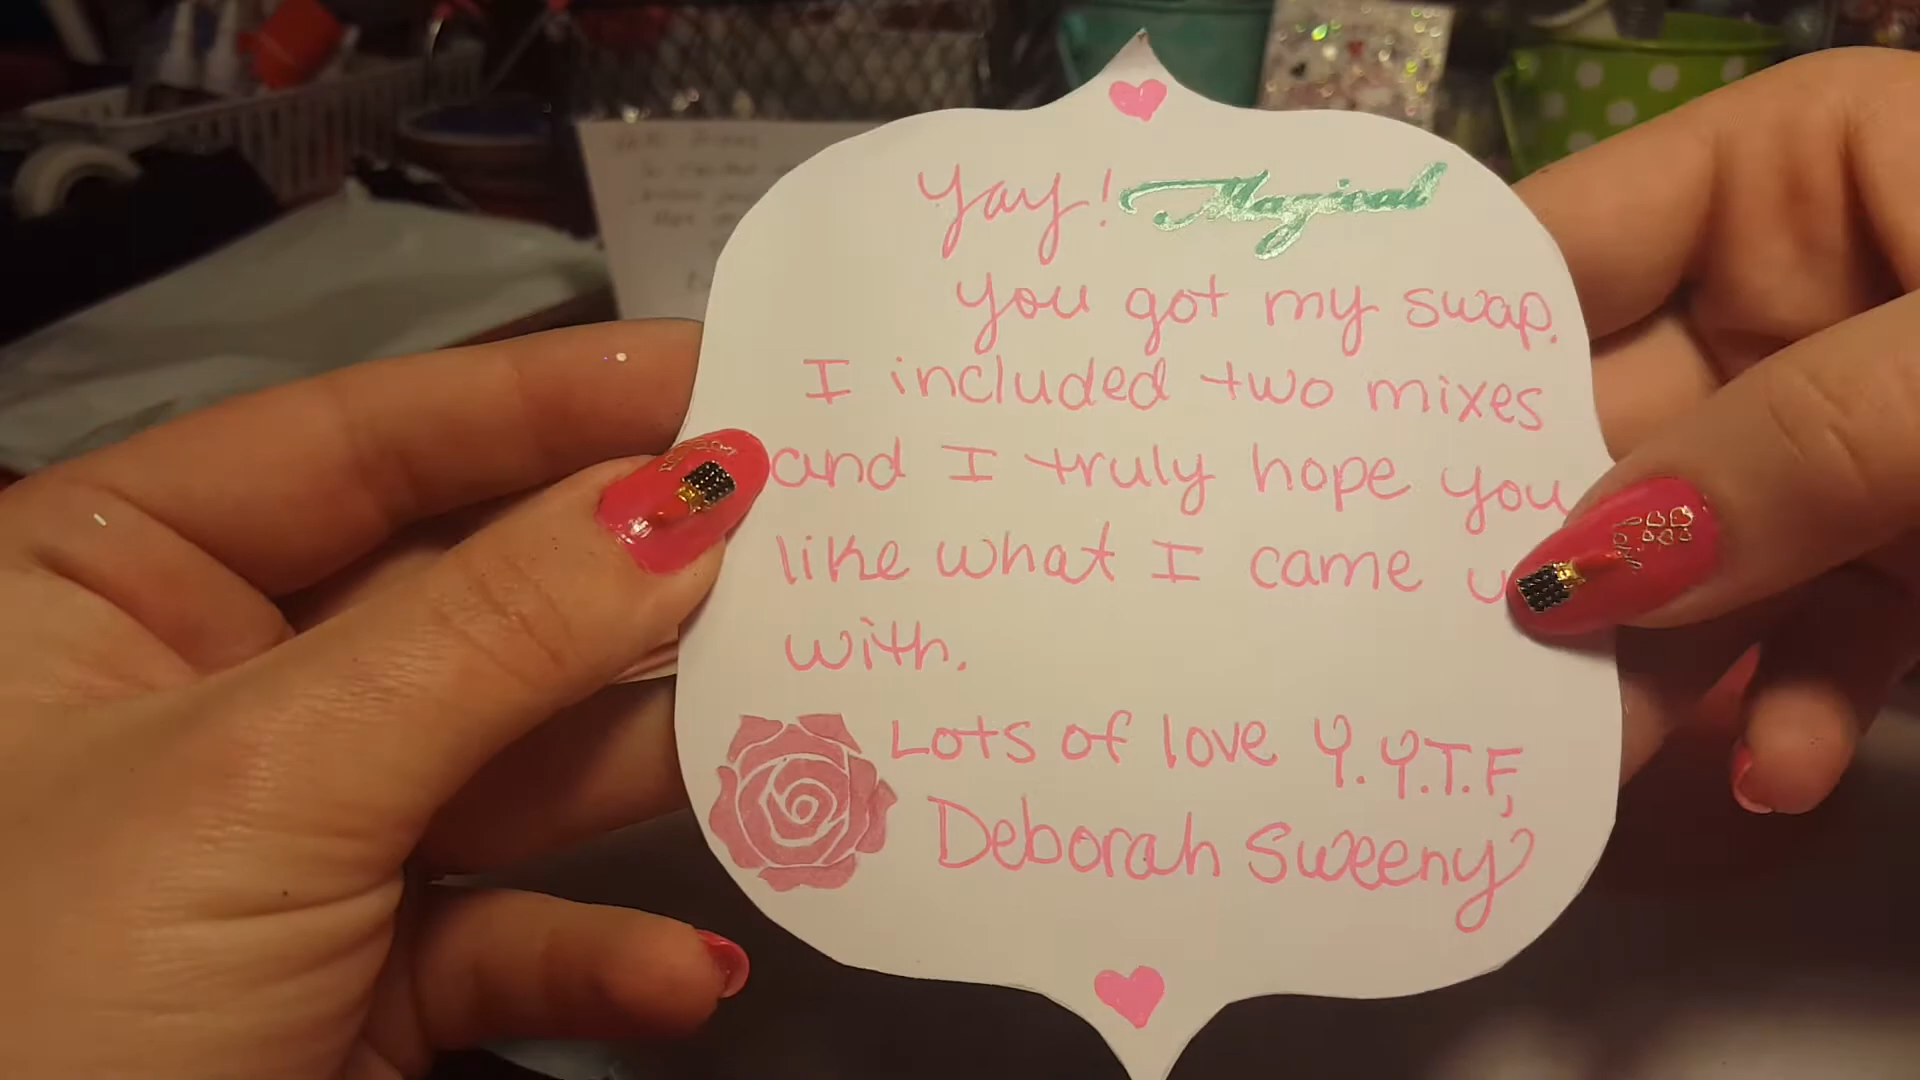 Yay! Magical
you got my swap.
I included two mixes
and I truly hope you
like what I came u
with.
Lots of love Y.Y.T.F,
Deborah Sweeny